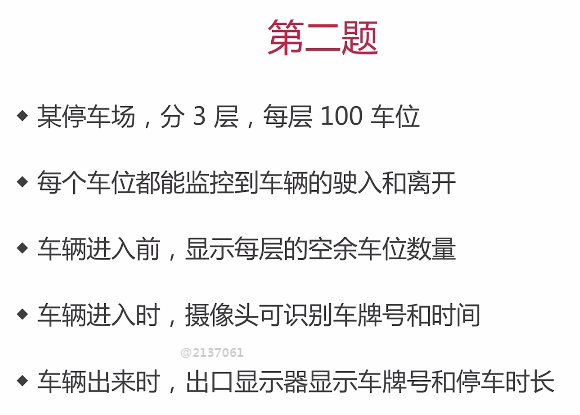 第二题
◆ 某停车场，分 3 层，每层 100 车位
◆ 每个车位都能监控到车辆的驶入和离开
◆ 车辆进入前，显示每层的空余车位数量
◆ 车辆进入时，摄像头可识别车牌号和时间
@2137061
◆ 车辆出来时，出口显示器显示车牌号和停车时长